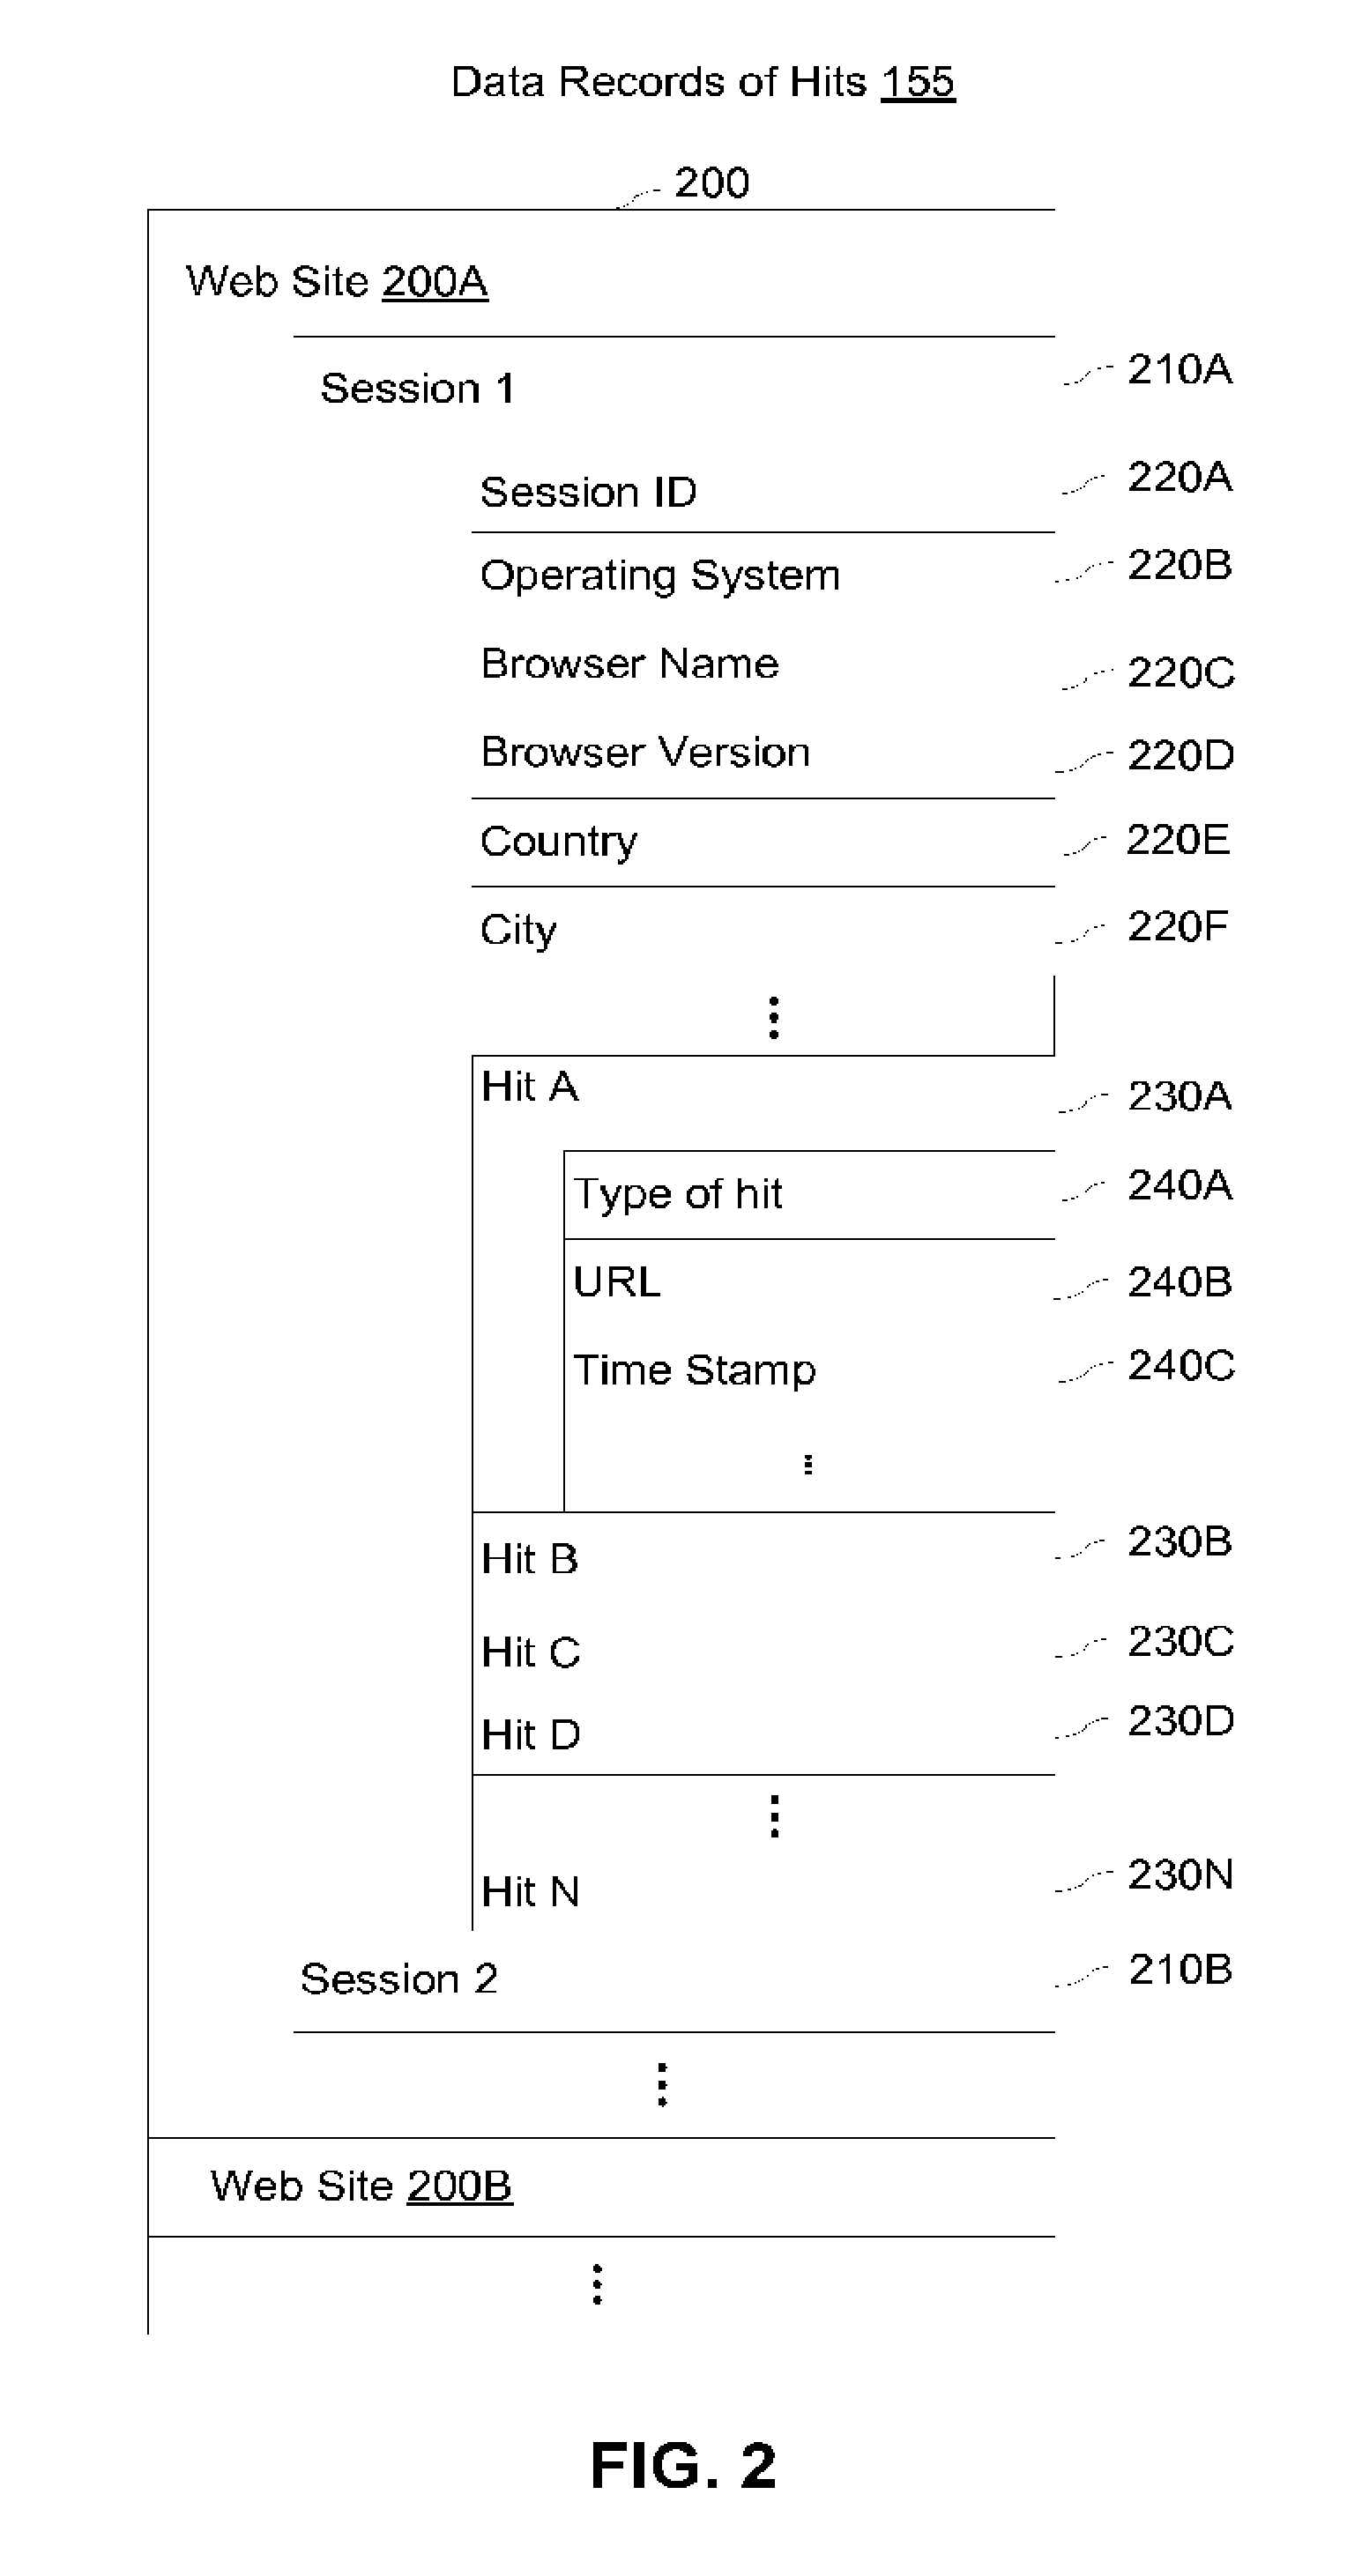 Data Records of Hits 155
200
Web Site 200A
Session 1 210A
Session ID 220A
Operating System 220B
Browser Name 220C
Browser Version 220D
Country 220E
City 220F
Hit A 230A
Type of hit 240A
URL 240B
Time Stamp 240C
Hit B 230B
Hit C 230C
Hit D 230D
Hit N 230N
Session 2 210B
Web Site 200B
FIG. 2